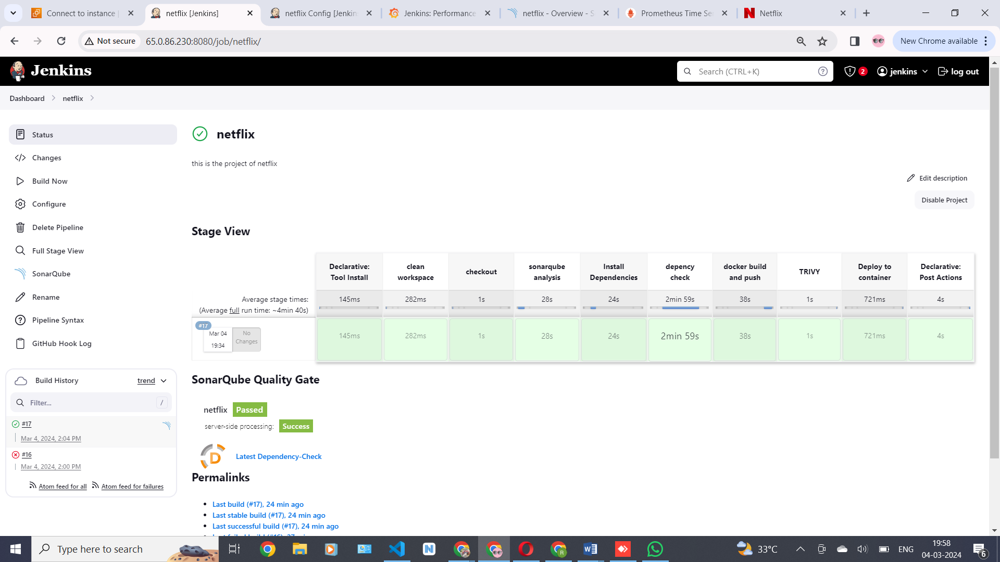 Connect to instance |
netflix [Jenkins]
netflix Config [Jenkin
Jenkins: Performance
netflix - Overview - S
Prometheus Time Ser
Netflix
Not secure
65.0.86.230:8080/job/netflix/
New Chrome available
Jenkins
Search (CTRL+K)
2
jenkins
log out
Dashboard
netflix
Status
Changes
Build Now
Configure
Delete Pipeline
Full Stage View
SonarQube
Rename
Pipeline Syntax
GitHub Hook Log
Build History
trend
Filter...
/
#17
Mar 4, 2024, 2:04 PM
#16
Mar 4, 2024, 2:00 PM
Atom feed for all
Atom feed for failures
netflix
this is the project of netflix
Edit description
Disable Project
Stage View
Declarative:
Tool Install
clean
workspace
checkout
sonarqube
analysis
Install
Dependencies
depency
check
docker build
and push
TRIVY
Deploy to
container
Declarative:
Post Actions
Average stage times:
(Average full run time: ~4min 40s)
145ms
282ms
1s
28s
24s
2min 59s
38s
1s
721ms
4s
#17
Mar 04
19:34
No
Changes
145ms
282ms
1s
28s
24s
2min 59s
38s
1s
721ms
4s
SonarQube Quality Gate
netflix
Passed
server-side processing:
Success
Latest Dependency-Check
Permalinks
Last build (#17), 24 min ago
Last stable build (#17), 24 min ago
Last successful build (#17), 24 min ago
Type here to search
33°C
ENG
19:58
04-03-2024
6